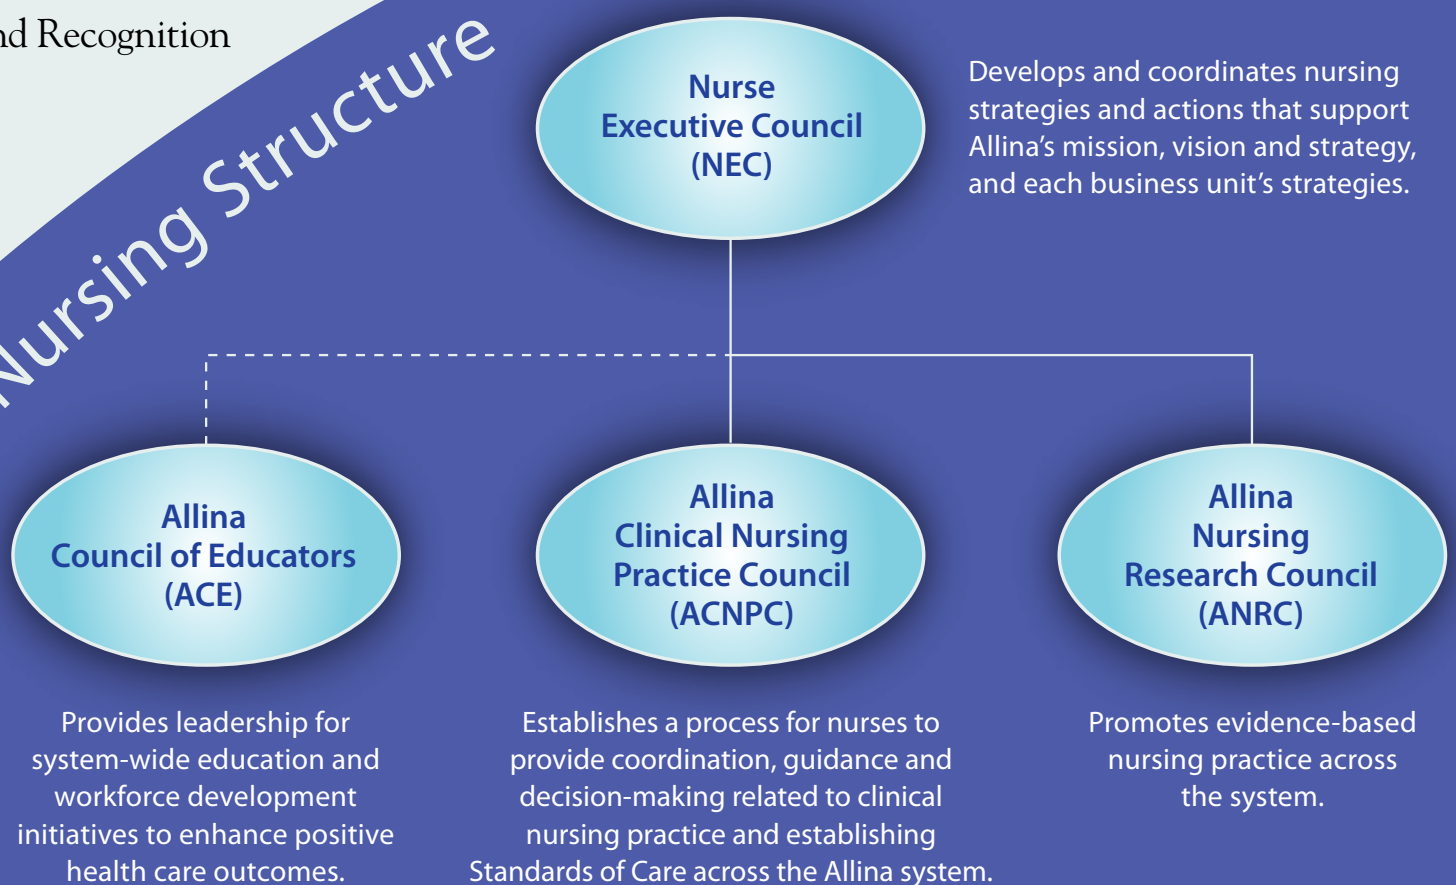 nd Recognition
Nursing Structure
Nurse
Executive Council
(NEC)
Develops and coordinates nursing
strategies and actions that support
Allina’s mission, vision and strategy,
and each business unit’s strategies.
Allina
Council of Educators
(ACE)
Provides leadership for
system-wide education and
workforce development
initiatives to enhance positive
health care outcomes.
Allina
Clinical Nursing
Practice Council
(ACNPC)
Establishes a process for nurses to
provide coordination, guidance and
decision-making related to clinical
nursing practice and establishing
Standards of Care across the Allina system.
Allina
Nursing
Research Council
(ANRC)
Promotes evidence-based
nursing practice across
the system.